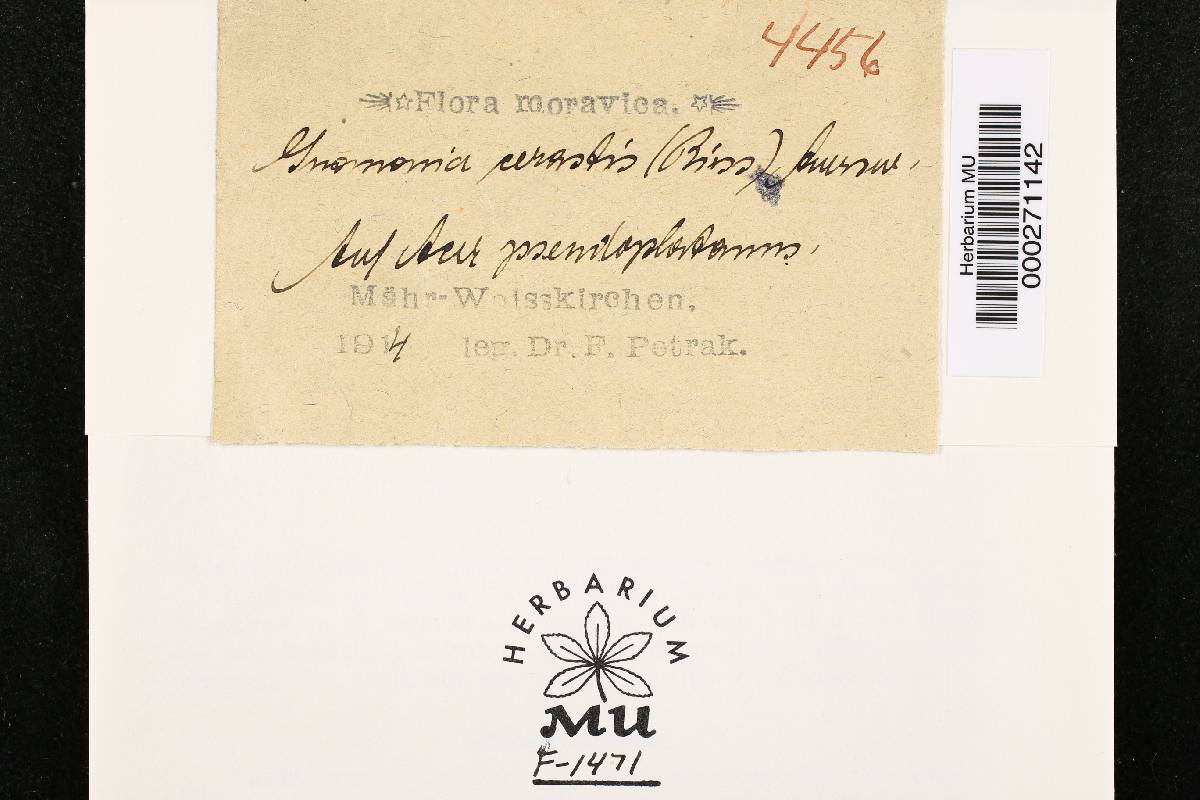 4456
Flora moravica.
Gnomonia cerastis (Riess) Auersw.
Auf Acer pseudoplatanus.
Mähr-Weisskirchen,
1914 leg. Dr. F. Petrak.
Herbarium MU
000271142
HERBARIUM
MU
F-1471